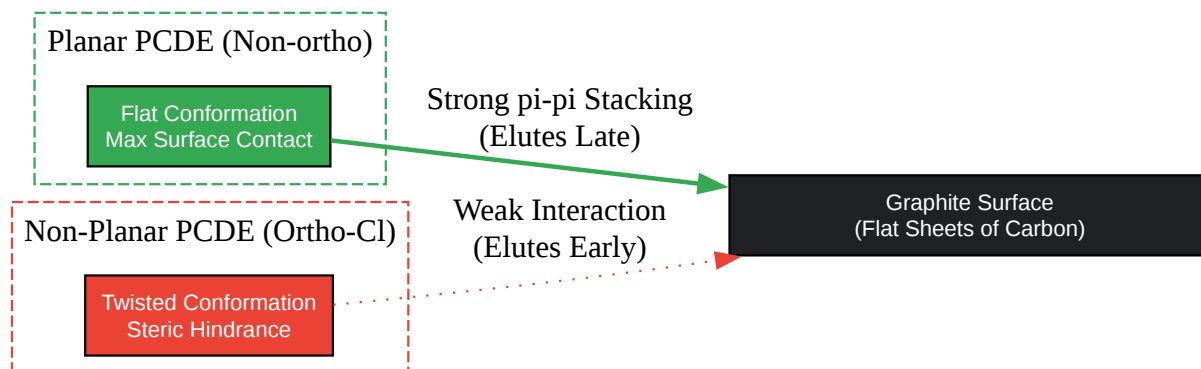 Planar PCDE (Non-ortho)
Flat Conformation
Max Surface Contact
Strong pi-pi Stacking
(Elutes Late)
Graphite Surface
(Flat Sheets of Carbon)
Weak Interaction
(Elutes Early)
Non-Planar PCDE (Ortho-Cl)
Twisted Conformation
Steric Hindrance